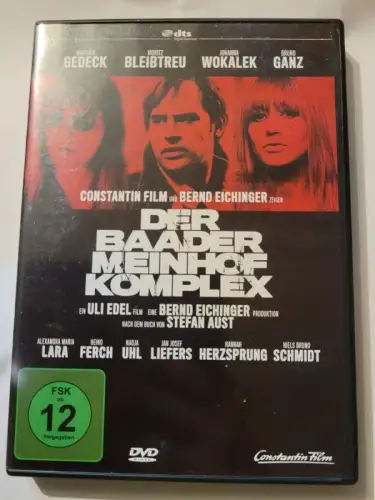 dts
MARTINA MORITZ JOHANNA BRUNO
GEDECK BLEIBTREU WOKALEK GANZ
CONSTANTIN FILM UND BERND EICHINGER ZEIGEN
DER
BAADER
MEINHOF
KOMPLEX
EIN ULI EDEL FILM EINE BERND EICHINGER PRODUKTION
NACH DEM BUCH VON STEFAN AUST
ALEXANDRA MARIA HEINO NADJA JAN JOSEF HANNAH NIELS BRUNO
LARA FERCH UHL LIEFERS HERZSPRUNG SCHMIDT
FSK
ab
12
freigegeben
DVD
VIDEO
Constantin Film